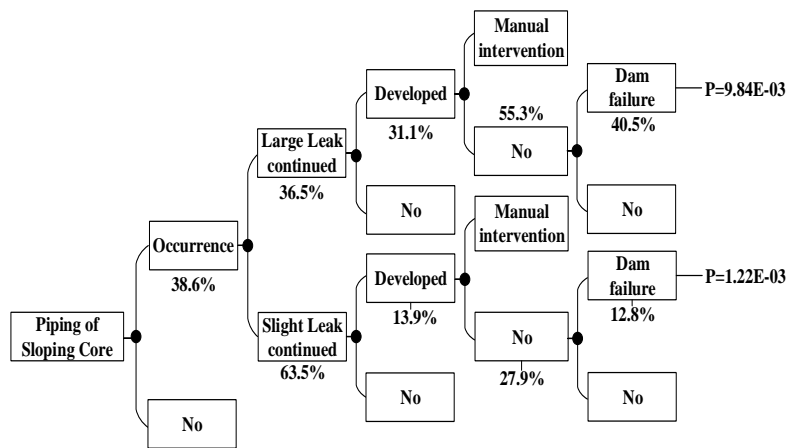 Manual
intervention
Developed
31.1%
55.3%
Dam
failure
40.5%
P=9.84E-03
Large Leak
continued
36.5%
No
No
No
Occurrence
38.6%
Manual
intervention
Developed
13.9%
Dam
failure
12.8%
P=1.22E-03
Piping of
Sloping Core
Slight Leak
continued
63.5%
No
27.9%
No
No
No